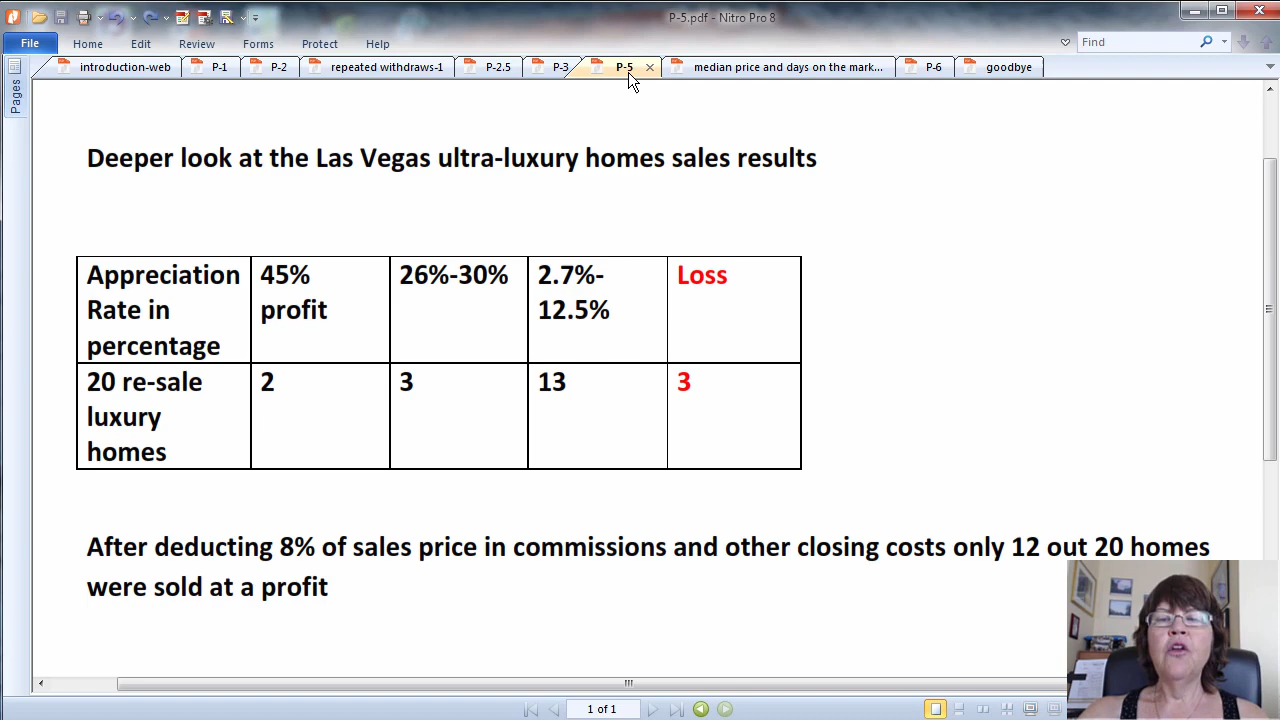 P-5.pdf - Nitro Pro 8
File Home Edit Review Forms Protect Help Find
introduction-web P-1 P-2 repeated withdraws-1 P-2.5 P-3 P-5 median price and days on the mark... P-6 goodbye
Pages
Deeper look at the Las Vegas ultra-luxury homes sales results
Appreciation
Rate in
percentage
45%
profit
26%-30%
2.7%-
12.5%
Loss
20 re-sale
luxury
homes
2
3
13
3
After deducting 8% of sales price in commissions and other closing costs only 12 out 20 homes
were sold at a profit
1 of 1